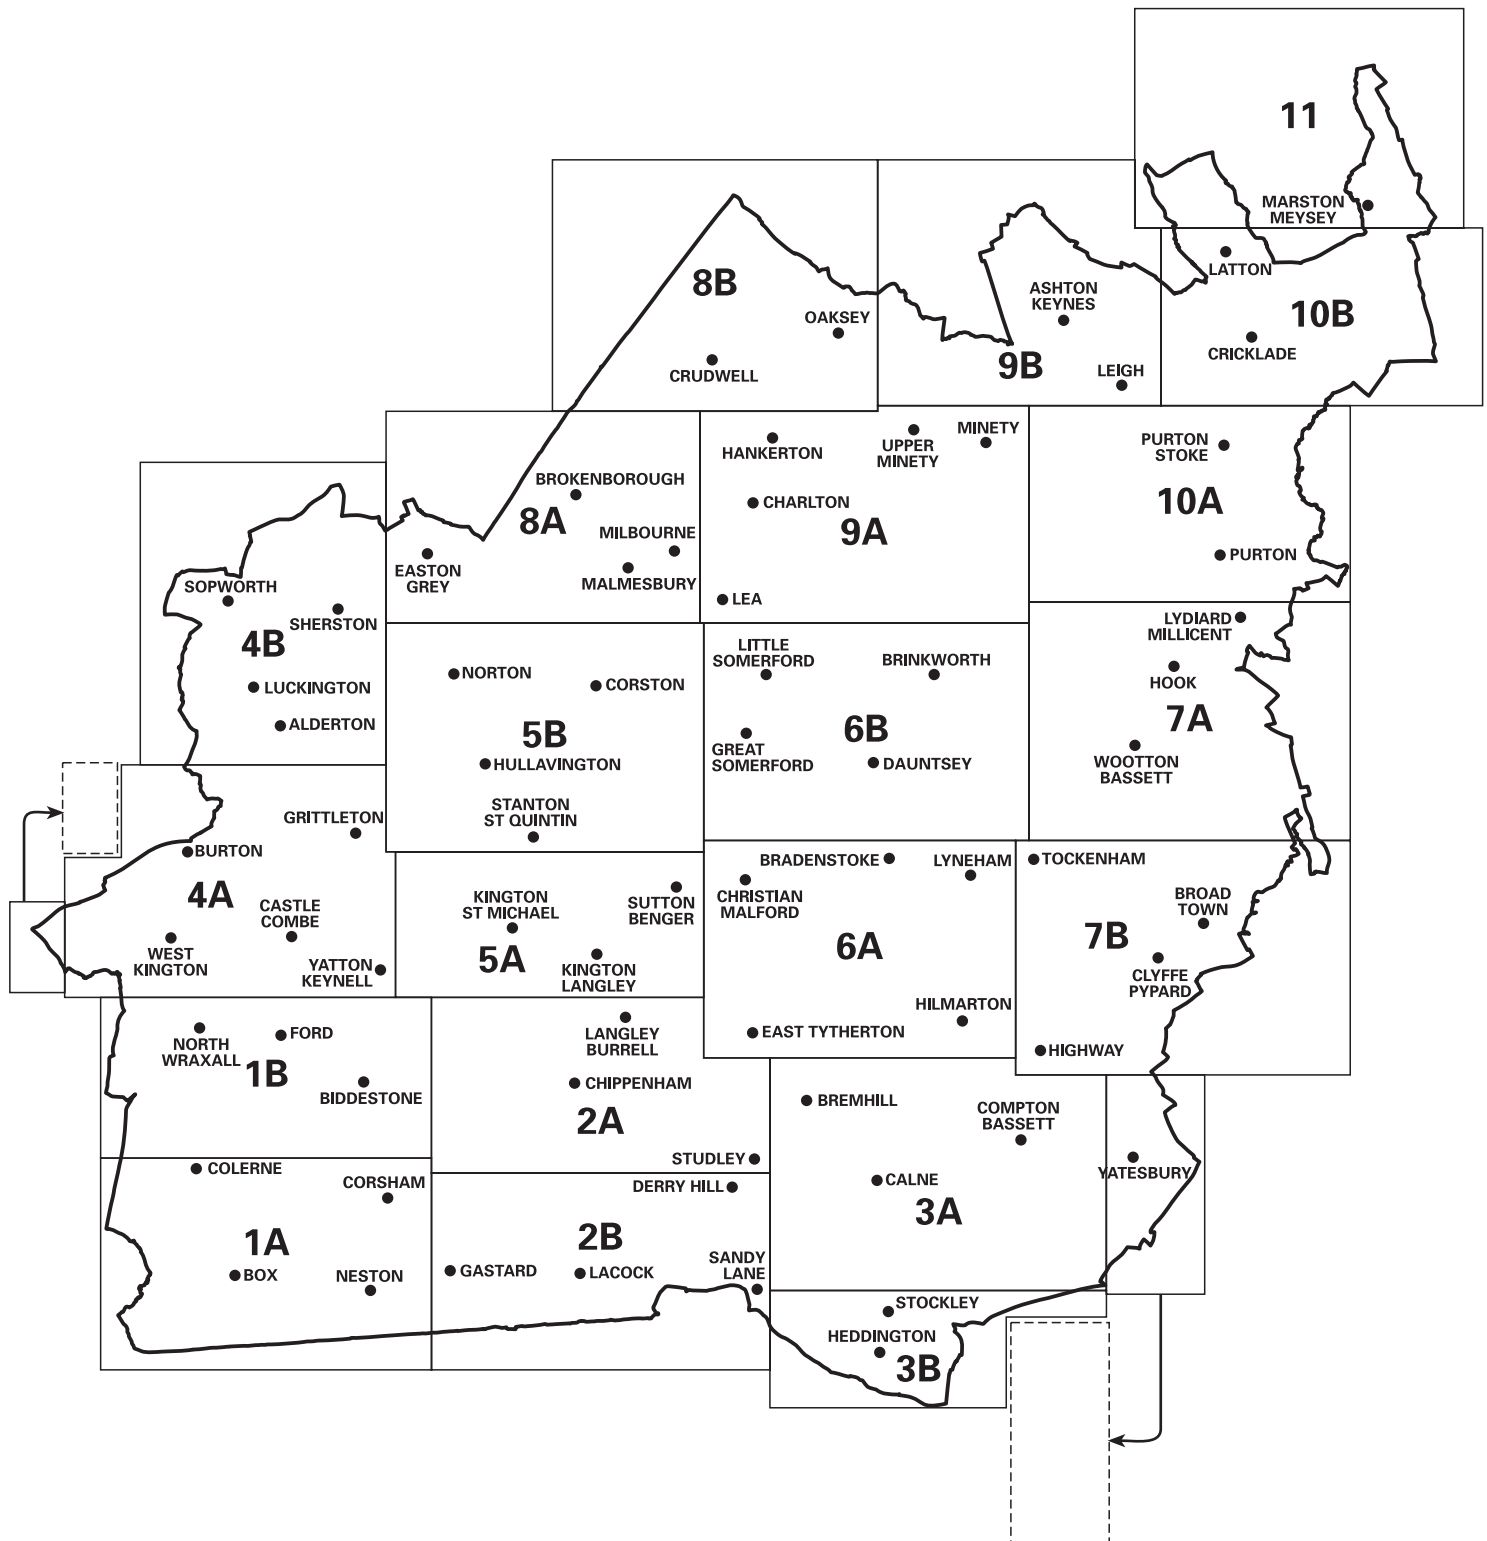 11
MARSTON
MEYSEY
8B
OAKSEY
CRUDWELL
ASHTON
KEYNES
9B
LEIGH
LATTON
10B
CRICKLADE
BROKENBOROUGH
8A
MILBOURNE
EASTON
GREY
MALMESBURY
HANKERTON
UPPER
MINETY
MINETY
CHARLTON
9A
LEA
PURTON
STOKE
10A
PURTON
SOPWORTH
SHERSTON
4B
LUCKINGTON
ALDERTON
NORTON
CORSTON
5B
HULLAVINGTON
STANTON
ST QUINTIN
LITTLE
SOMERFORD
BRINKWORTH
6B
GREAT
SOMERFORD
DAUNTSEY
LYDIARD
MILLICENT
HOOK
7A
WOOTTON
BASSETT
GRITTLETON
BURTON
4A
CASTLE
COMBE
WEST
KINGTON
YATTON
KEYNELL
KINGTON
ST MICHAEL
SUTTON
BENGER
5A
KINGTON
LANGLEY
BRADENSTOKE
LYNEHAM
CHRISTIAN
MALFORD
6A
HILMARTON
EAST TYTHERTON
TOCKENHAM
BROAD
TOWN
7B
CLYFFE
PYPARD
HIGHWAY
NORTH
WRAXALL
FORD
1B
BIDDESTONE
LANGLEY
BURRELL
CHIPPENHAM
2A
STUDLEY
BREMHILL
COMPTON
BASSETT
CALNE
3A
YATESBURY
COLERNE
CORSHAM
1A
BOX
NESTON
DERRY HILL
2B
GASTARD
LACOCK
SANDY
LANE
STOCKLEY
HEDDINGTON
3B